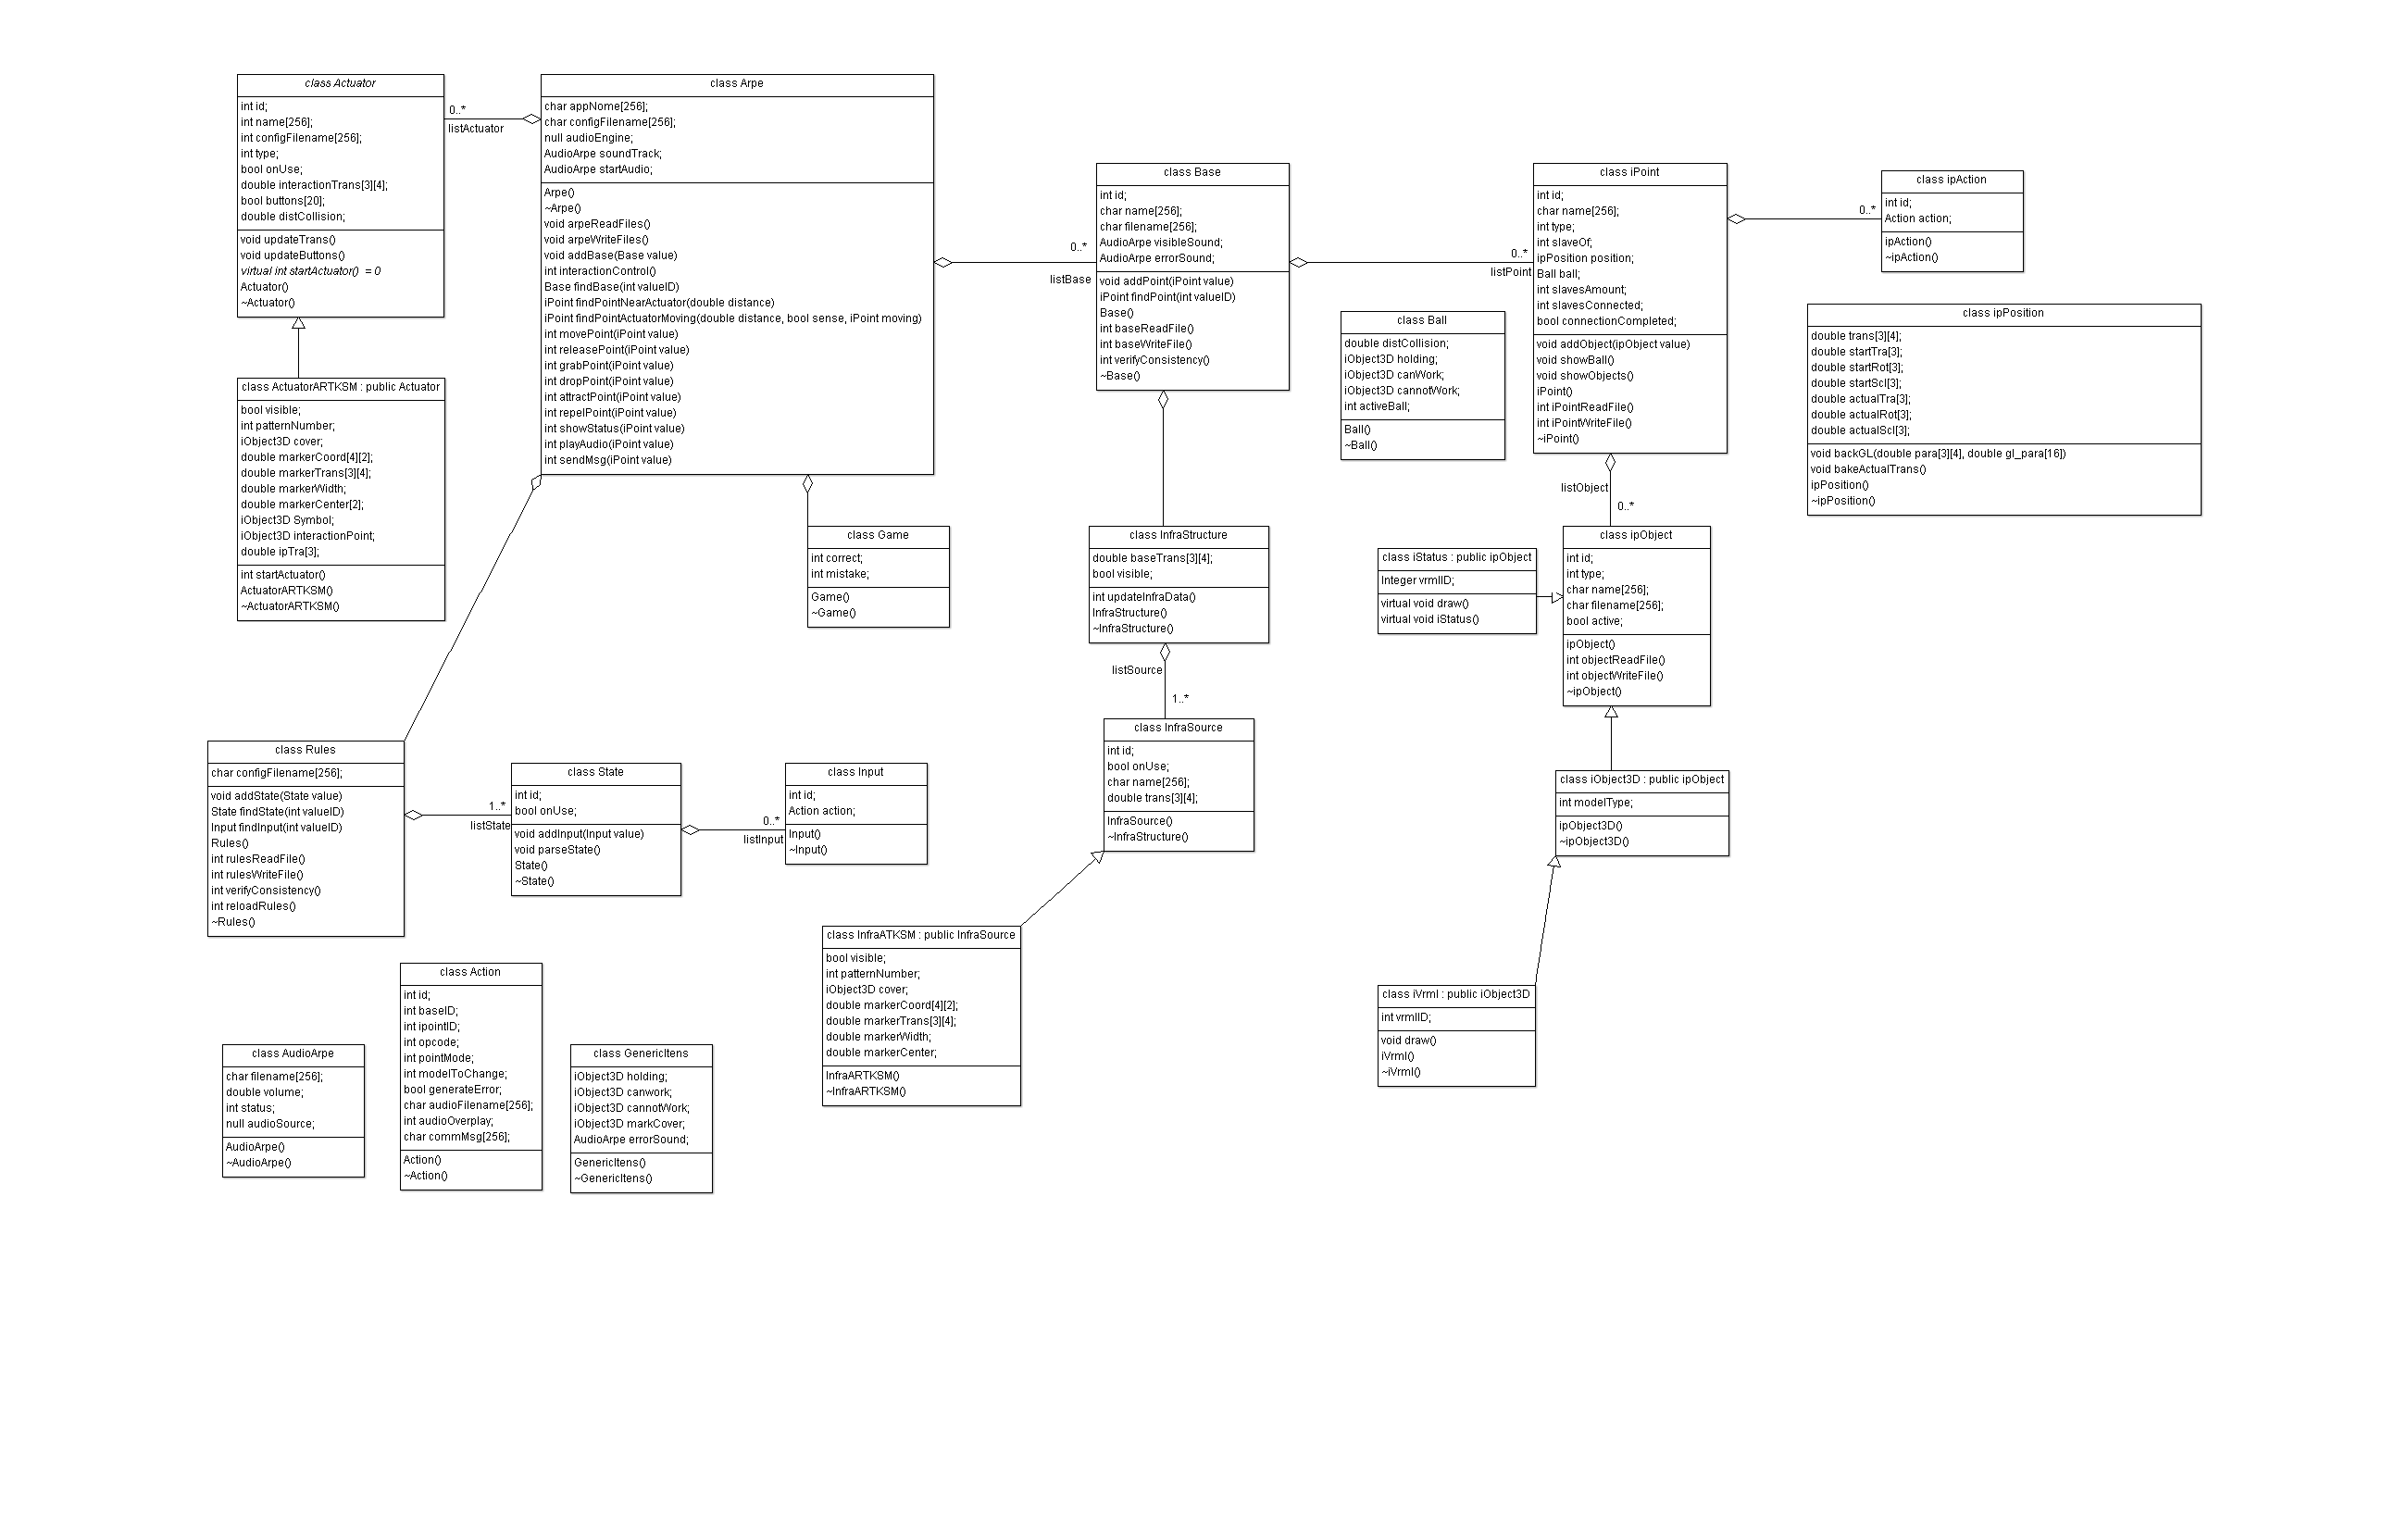 class Actuator
int id;
int name[256];
int configFilename[256];
int type;
bool onUse;
double interactionTrans[3][4];
bool buttons[20];
double distCollision;
void updateTrans()
void updateButtons()
virtual int startActuator()  = 0
Actuator()
~Actuator()
0..*
listActuator
class Arpe
char appNome[256];
char configFilename[256];
null audioEngine;
AudioArpe soundTrack;
AudioArpe startAudio;
Arpe()
~Arpe()
void arpeReadFiles()
void arpeWriteFiles()
void addBase(Base value)
int interactionControl()
Base findBase(int valueID)
iPoint findPointNearActuator(double distance)
iPoint findPointActuatorMoving(double distance, bool sense, iPoint moving)
int movePoint(iPoint value)
int releasePoint(iPoint value)
int grabPoint(iPoint value)
int dropPoint(iPoint value)
int attractPoint(iPoint value)
int repelPoint(iPoint value)
int showStatus(iPoint value)
int playAudio(iPoint value)
int sendMsg(iPoint value)
0..*
listBase
class Base
int id;
char name[256];
char filename[256];
AudioArpe visibleSound;
AudioArpe errorSound;
void addPoint(iPoint value)
iPoint findPoint(int valueID)
Base()
int baseReadFile()
int baseWriteFile()
int verifyConsistency()
~Base()
0..*
listPoint
class iPoint
int id;
char name[256];
int type;
int slaveOf;
ipPosition position;
Ball ball;
int slavesAmount;
int slavesConnected;
bool connectionCompleted;
void addObject(ipObject value)
void showBall()
void showObjects()
iPoint()
int iPointReadFile()
int iPointWriteFile()
~iPoint()
0..*
class ipAction
int id;
Action action;
ipAction()
~ipAction()
class Ball
double distCollision;
iObject3D holding;
iObject3D canWork;
iObject3D cannotWork;
int activeBall;
Ball()
~Ball()
class ipPosition
double trans[3][4];
double startTra[3];
double startRot[3];
double startScl[3];
double actualTra[3];
double actualRot[3];
double actualScl[3];
void backGL(double para[3][4], double gl_para[16])
void bakeActualTrans()
ipPosition()
~ipPosition()
class ActuatorARTKSM : public Actuator
bool visible;
int patternNumber;
iObject3D cover;
double markerCoord[4][2];
double markerTrans[3][4];
double markerWidth;
double markerCenter[2];
iObject3D Symbol;
iObject3D interactionPoint;
double ipTra[3];
int startActuator()
ActuatorARTKSM()
~ActuatorARTKSM()
class Game
int correct;
int mistake;
Game()
~Game()
class InfraStructure
double baseTrans[3][4];
bool visible;
int updateInfraData()
InfraStructure()
~InfraStructure()
listSource
1..*
listObject
0..*
class iStatus : public ipObject
Integer vrmlID;
virtual void draw()
virtual void iStatus()
class ipObject
int id;
int type;
char name[256];
char filename[256];
bool active;
ipObject()
int objectReadFile()
int objectWriteFile()
~ipObject()
class Rules
char configFilename[256];
void addState(State value)
State findState(int valueID)
Input findInput(int valueID)
Rules()
int rulesReadFile()
int rulesWriteFile()
int verifyConsistency()
int reloadRules()
~Rules()
1..*
listState
class State
int id;
bool onUse;
void addInput(Input value)
void parseState()
State()
~State()
0..*
listInput
class Input
int id;
Action action;
Input()
~Input()
class InfraSource
int id;
bool onUse;
char name[256];
double trans[3][4];
InfraSource()
~InfraStructure()
class iObject3D : public ipObject
int modelType;
ipObject3D()
~ipObject3D()
class InfraATKSM : public InfraSource
bool visible;
int patternNumber;
iObject3D cover;
double markerCoord[4][2];
double markerTrans[3][4];
double markerWidth;
double markerCenter;
InfraARTKSM()
~InfraARTKSM()
class iVrml : public iObject3D
int vrmlID;
void draw()
iVrml()
~iVrml()
class AudioArpe
char filename[256];
double volume;
int status;
null audioSource;
AudioArpe()
~AudioArpe()
class Action
int id;
int baseID;
int ipointID;
int opcode;
int pointMode;
int modelToChange;
bool generateError;
char audioFilename[256];
int audioOverplay;
char commMsg[256];
Action()
~Action()
class GenericItens
iObject3D holding;
iObject3D canwork;
iObject3D cannotWork;
iObject3D markCover;
AudioArpe errorSound;
GenericItens()
~GenericItens()